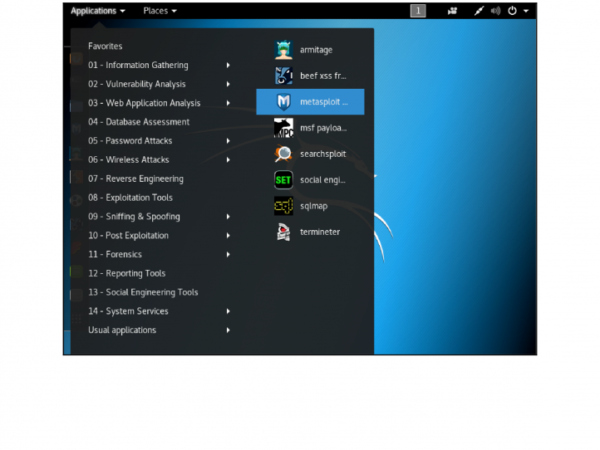 Applications Places 1
Favorites
01 - Information Gathering
02 - Vulnerability Analysis
03 - Web Application Analysis
04 - Database Assessment
05 - Password Attacks
06 - Wireless Attacks
07 - Reverse Engineering
08 - Exploitation Tools
09 - Sniffing & Spoofing
10 - Post Exploitation
11 - Forensics
12 - Reporting Tools
13 - Social Engineering Tools
14 - System Services
Usual applications
armitage
beef xss fr...
metasploit ...
MPC msf payloa...
searchsploit
SET social engi...
sql sqlmap
termineter